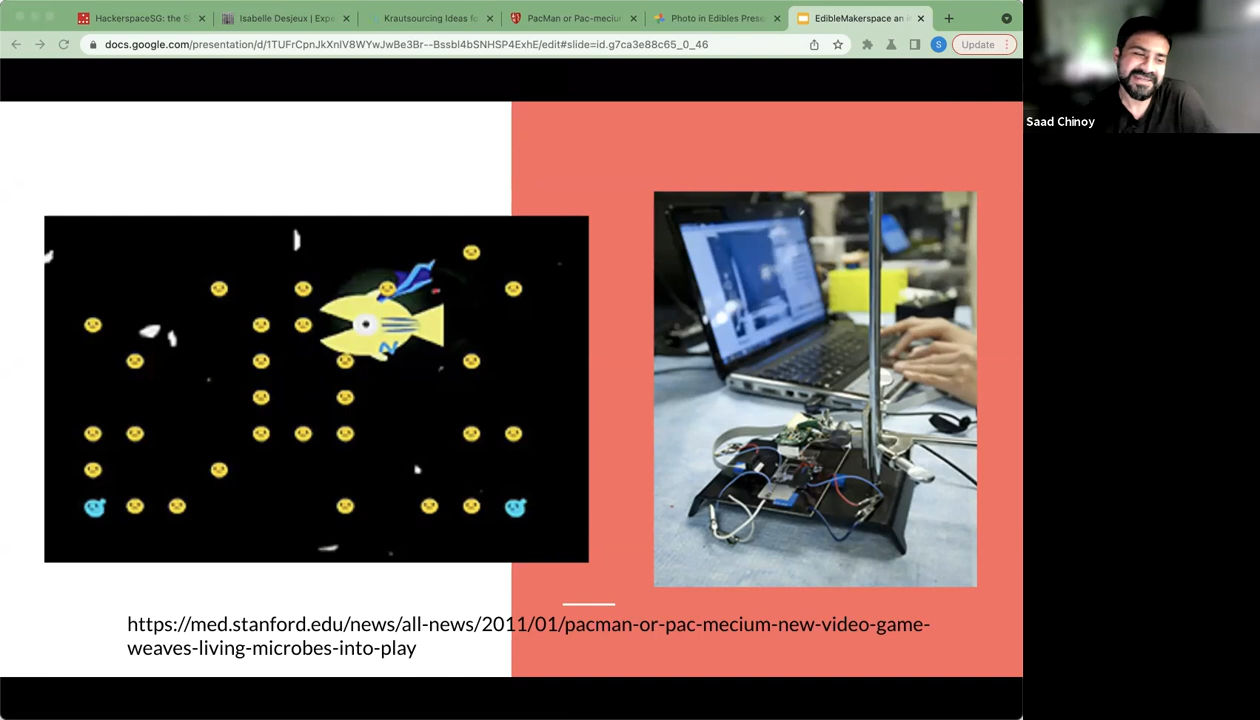 HackerspaceSG: the S
Isabelle Desjeux | Expe
Krautsourcing Ideas fo
PacMan or Pac-meciu
Photo in Edibles Prese
EdibleMakerspace an
docs.google.com/presentation/d/1TUFrCpnJkXnIV8WYwJwBe3Br--Bssbl4bSNHSP4ExhE/edit#slide=id.g7ca3e88c65_0_46
S
Update
Saad Chinoy
https://med.stanford.edu/news/all-news/2011/01/pacman-or-pac-mecium-new-video-game-
weaves-living-microbes-into-play